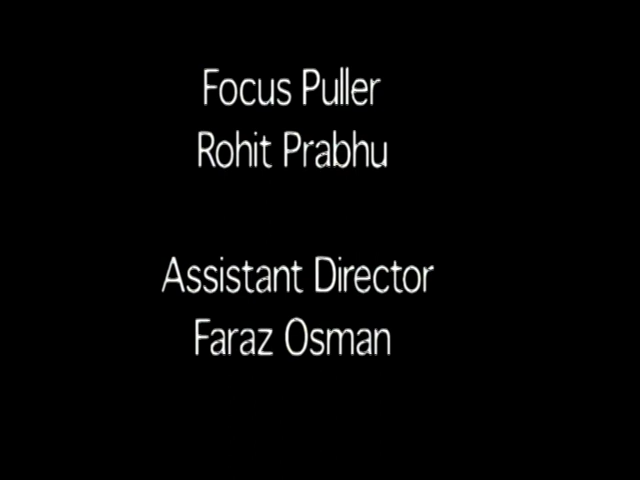 Focus Puller
Rohit Prabhu
Assistant Director
Faraz Osman